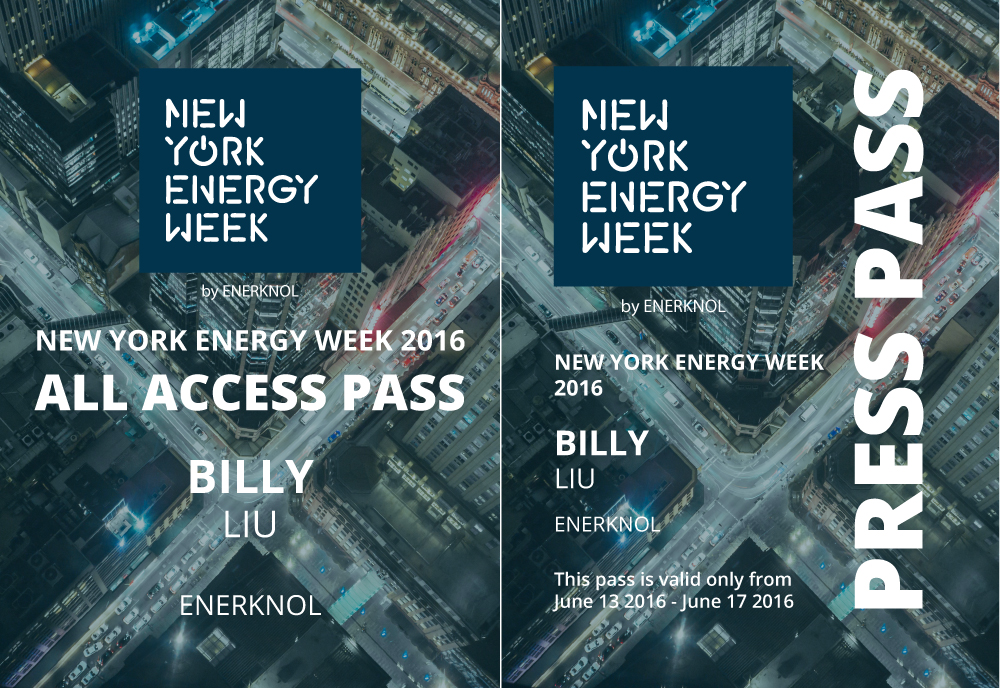 NEW
YORK
ENERGY
WEEK
by ENERKNOL
NEW YORK ENERGY WEEK 2016
ALL ACCESS PASS
BILLY
LIU
ENERKNOL
NEW
YORK
ENERGY
WEEK
by ENERKNOL
NEW YORK ENERGY WEEK
2016
BILLY
LIU
ENERKNOL
This pass is valid only from
June 13 2016 - June 17 2016
PRESS PASS